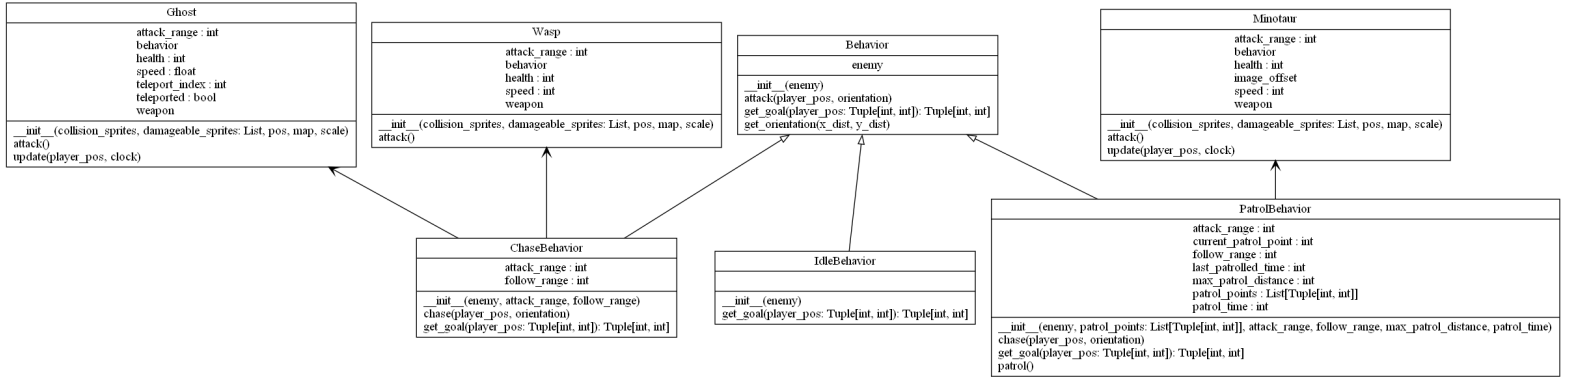 Ghost
attack_range : int
behavior
health : int
speed : float
teleport_index : int
teleported : bool
weapon
__init__(collision_sprites, damageable_sprites: List, pos, map, scale)
attack()
update(player_pos, clock)
Wasp
attack_range : int
behavior
health : int
speed : int
weapon
__init__(collision_sprites, damageable_sprites: List, pos, map, scale)
attack()
Behavior
enemy
__init__(enemy)
attack(player_pos, orientation)
get_goal(player_pos: Tuple[int, int]): Tuple[int, int]
get_orientation(x_dist, y_dist)
Minotaur
attack_range : int
behavior
health : int
image_offset
speed : int
weapon
__init__(collision_sprites, damageable_sprites: List, pos, map, scale)
attack()
update(player_pos, clock)
ChaseBehavior
attack_range : int
follow_range : int
__init__(enemy, attack_range, follow_range)
chase(player_pos, orientation)
get_goal(player_pos: Tuple[int, int]): Tuple[int, int]
IdleBehavior
__init__(enemy)
get_goal(player_pos: Tuple[int, int]): Tuple[int, int]
PatrolBehavior
attack_range : int
current_patrol_point : int
follow_range : int
last_patrolled_time : int
max_patrol_distance : int
patrol_points : List[Tuple[int, int]]
patrol_time : int
__init__(enemy, patrol_points: List[Tuple[int, int]], attack_range, follow_range, max_patrol_distance, patrol_time)
chase(player_pos, orientation)
get_goal(player_pos: Tuple[int, int]): Tuple[int, int]
patrol()